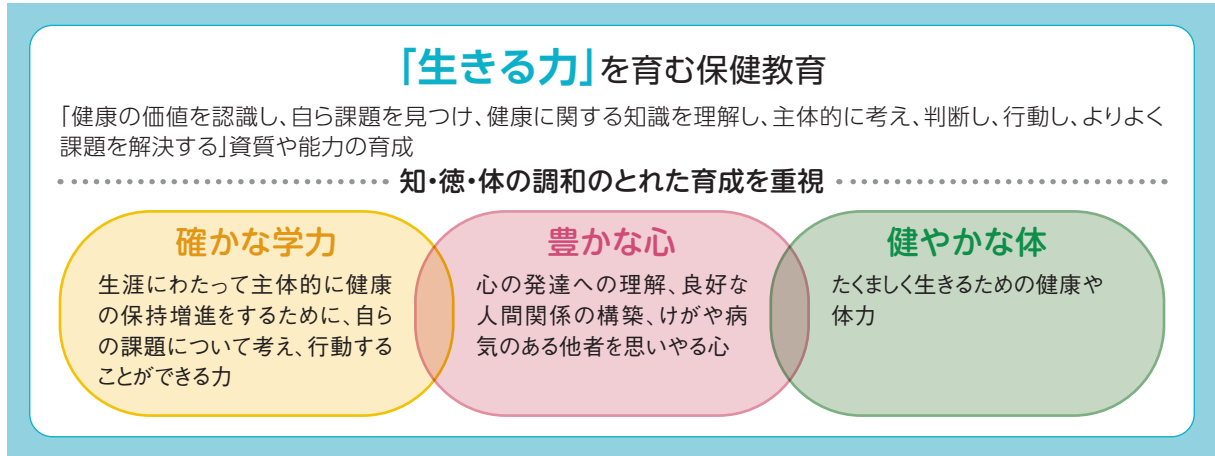 「生きる力」を育む保健教育
「健康の価値を認識し、自ら課題を見つけ、健康に関する知識を理解し、主体的に考え、判断し、行動し、よりよく
課題を解決する」資質や能力の育成
知・徳・体の調和のとれた育成を重視
確かな学力
生涯にわたって主体的に健康
の保持増進をするために、自ら
の課題について考え、行動する
ことができる力
豊かな心
心の発達への理解、良好な
人間関係の構築、けがや病
気のある他者を思いやる心
健やかな体
たくましく生きるための健康や
体力